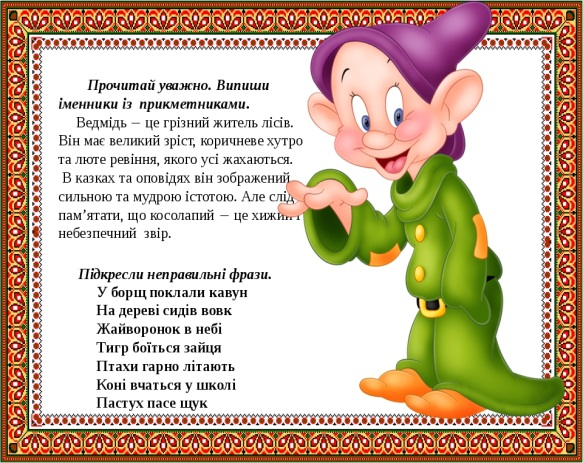 Прочитай уважно. Випиши
іменники із прикметниками.
Ведмідь – це грізний житель лісів.
Він має великий зріст, коричневе хутро
та люте ревіння, якого усі жахаються.
В казках та оповідях він зображений
сильною та мудрою істотою. Але слід
пам’ятати, що косолапий – це хижий і
небезпечний звір.
Підкресли неправильні фрази.
У борщ поклали кавун
На дереві сидів вовк
Жайворонок в небі
Тигр боїться зайця
Птахи гарно літають
Коні вчаться у школі
Пастух пасе щук